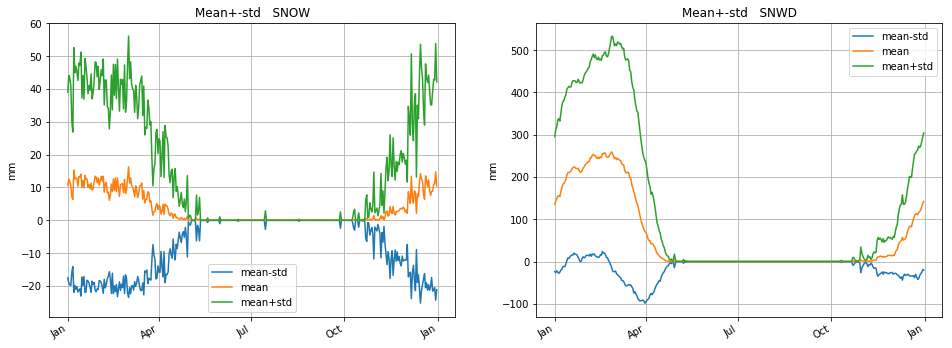 Mean+-std SNOW
mm
60
50
40
30
20
10
0
−10
−20
Jan
Apr
Jul
Oct
Jan
mean-std
mean
mean+std
Mean+-std SNWD
mm
500
400
300
200
100
0
−100
Jan
Apr
Jul
Oct
Jan
mean-std
mean
mean+std